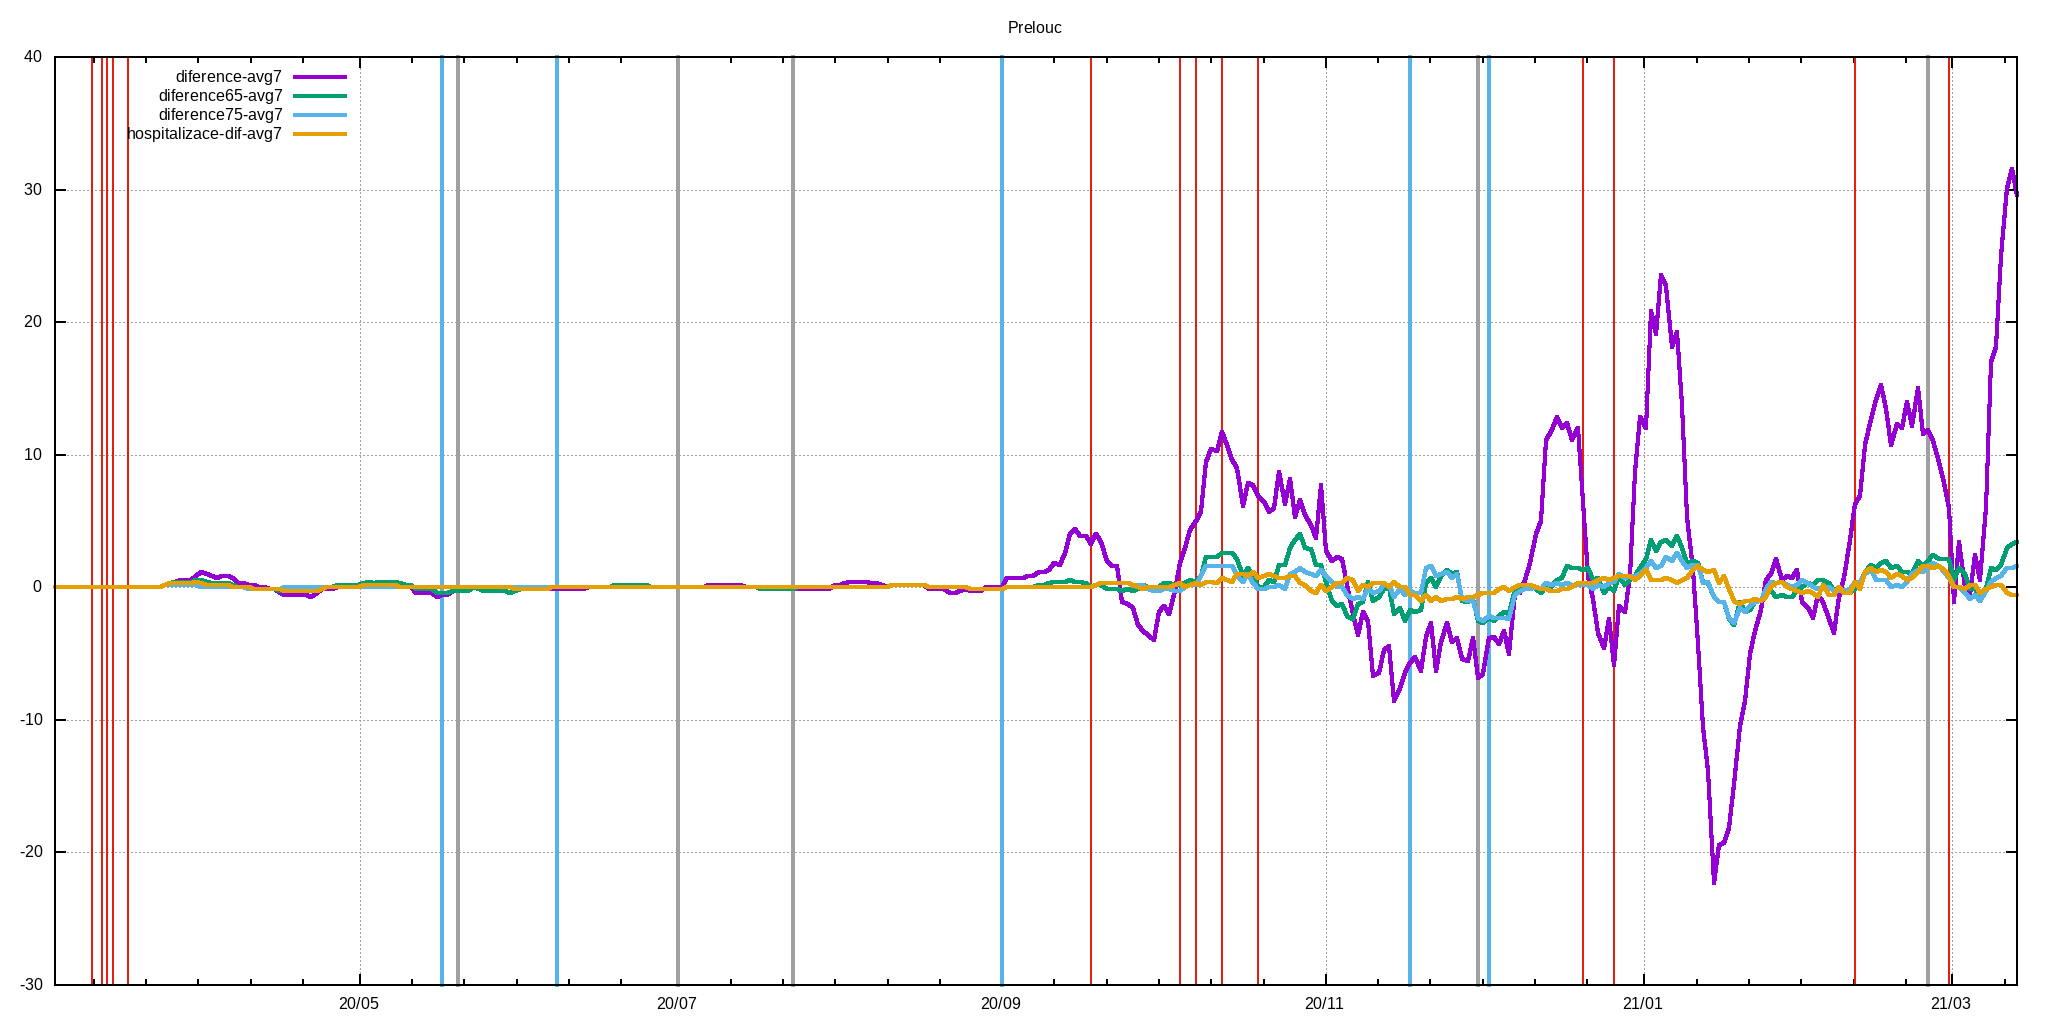 Prelouc
40
diference-avg7
diference65-avg7
diference75-avg7
hospitalizace-dif-avg7
30
20
10
0
-10
-20
-30
20/05 20/07 20/09 20/11 21/01 21/03